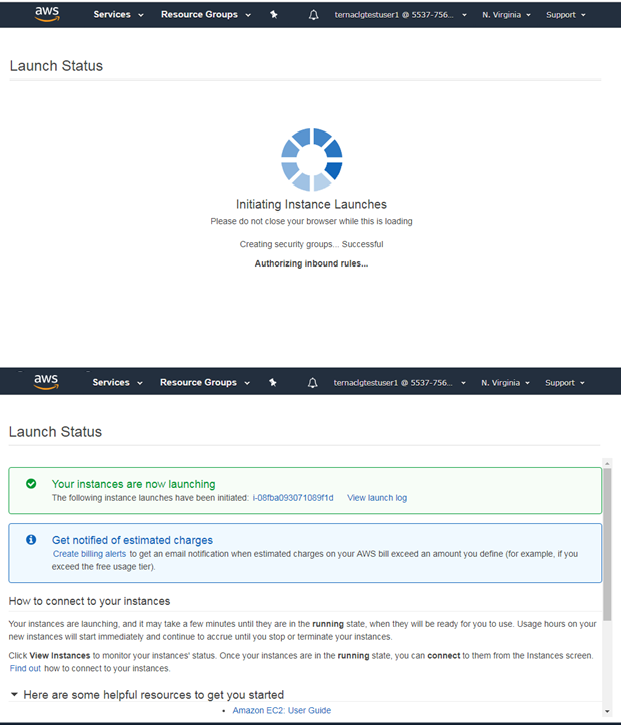 aws Services Resource Groups ternaclgtestuser1 @ 5537-756... N. Virginia Support
Launch Status
Initiating Instance Launches
Please do not close your browser while this is loading
Creating security groups... Successful
Authorizing inbound rules...
aws Services Resource Groups ternaclgtestuser1 @ 5537-756... N. Virginia Support
Launch Status
Your instances are now launching
The following instance launches have been initiated: i-08fba093071089f1d View launch log
Get notified of estimated charges
Create billing alerts to get an email notification when estimated charges on your AWS bill exceed an amount you define (for example, if you
exceed the free usage tier).
How to connect to your instances
Your instances are launching, and it may take a few minutes until they are in the running state, when they will be ready for you to use. Usage hours on your
new instances will start immediately and continue to accrue until you stop or terminate your instances.
Click View Instances to monitor your instances' status. Once your instances are in the running state, you can connect to them from the Instances screen.
Find out how to connect to your instances.
Here are some helpful resources to get you started
• Amazon EC2: User Guide